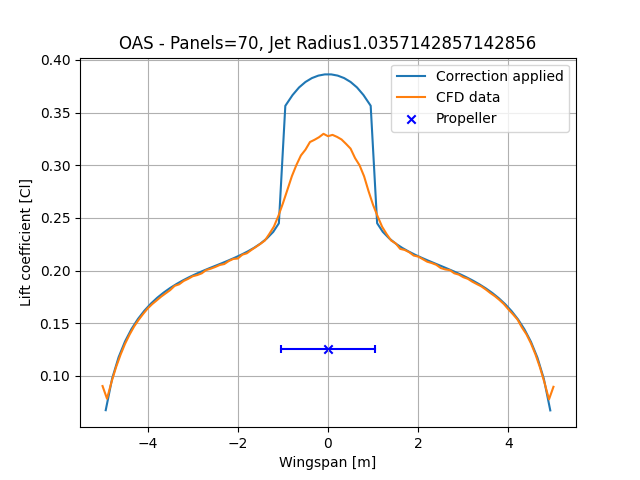 OAS - Panels=70, Jet Radius1.0357142857142856
Correction applied
CFD data
Propeller
Lift coefficient [Cl]
0.40
0.35
0.30
0.25
0.20
0.15
0.10
−4 −2 0 2 4
Wingspan [m]